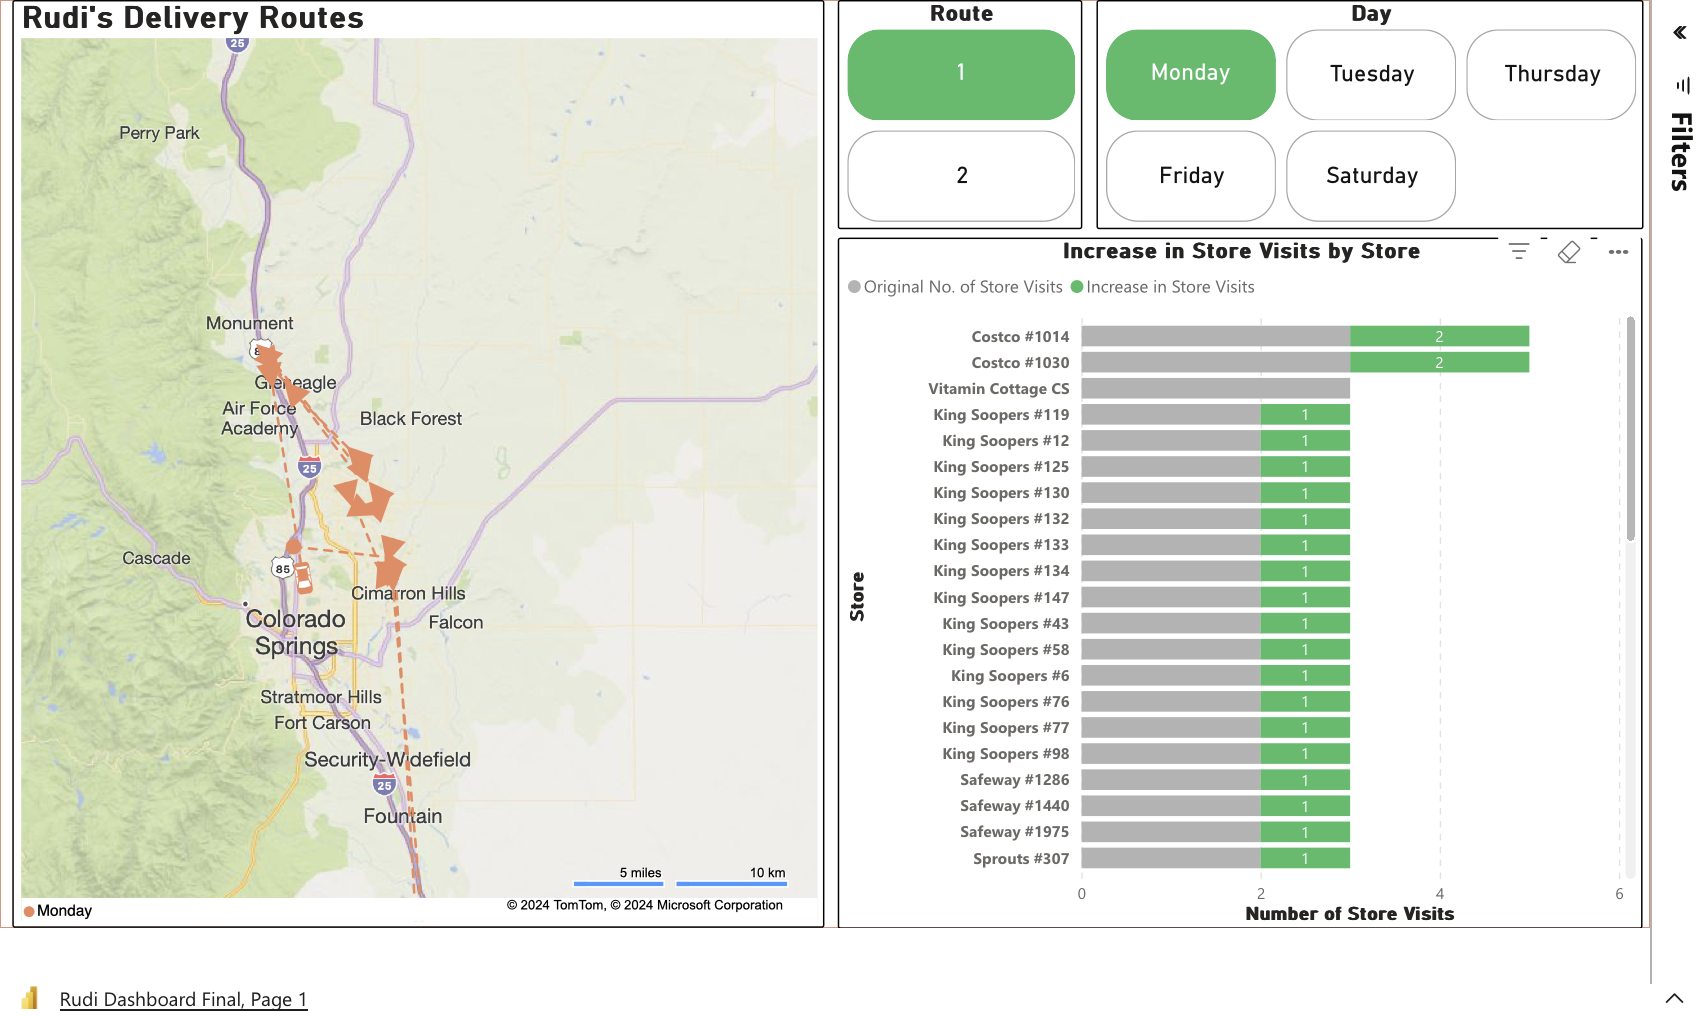 Rudi's Delivery Routes
25
Perry Park
Monument
Gleneagle
Air Force
Academy
Black Forest
25
Cascade
85
Cimarron Hills
Colorado
Springs
Falcon
Stratmoor Hills
Fort Carson
Security-Widefield
25
Fountain
5 miles
10 km
© 2024 TomTom, © 2024 Microsoft Corporation
Monday
Route
1
2
Day
Monday
Tuesday
Thursday
Friday
Saturday
Increase in Store Visits by Store
Original No. of Store Visits
Increase in Store Visits
Store
Costco #1014 2
Costco #1030 2
Vitamin Cottage CS
King Soopers #119 1
King Soopers #12 1
King Soopers #125 1
King Soopers #130 1
King Soopers #132 1
King Soopers #133 1
King Soopers #134 1
King Soopers #147 1
King Soopers #43 1
King Soopers #58 1
King Soopers #6 1
King Soopers #76 1
King Soopers #77 1
King Soopers #98 1
Safeway #1286 1
Safeway #1440 1
Safeway #1975 1
Sprouts #307 1
0 2 4 6
Number of Store Visits
Filters
Rudi Dashboard Final, Page 1